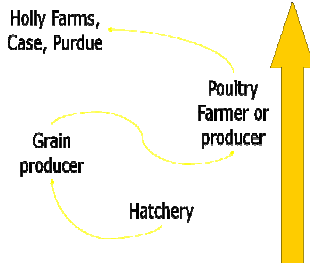 Holly Farms,
Case, Purdue
Poultry
Farmer or
producer
Grain
producer
Hatchery